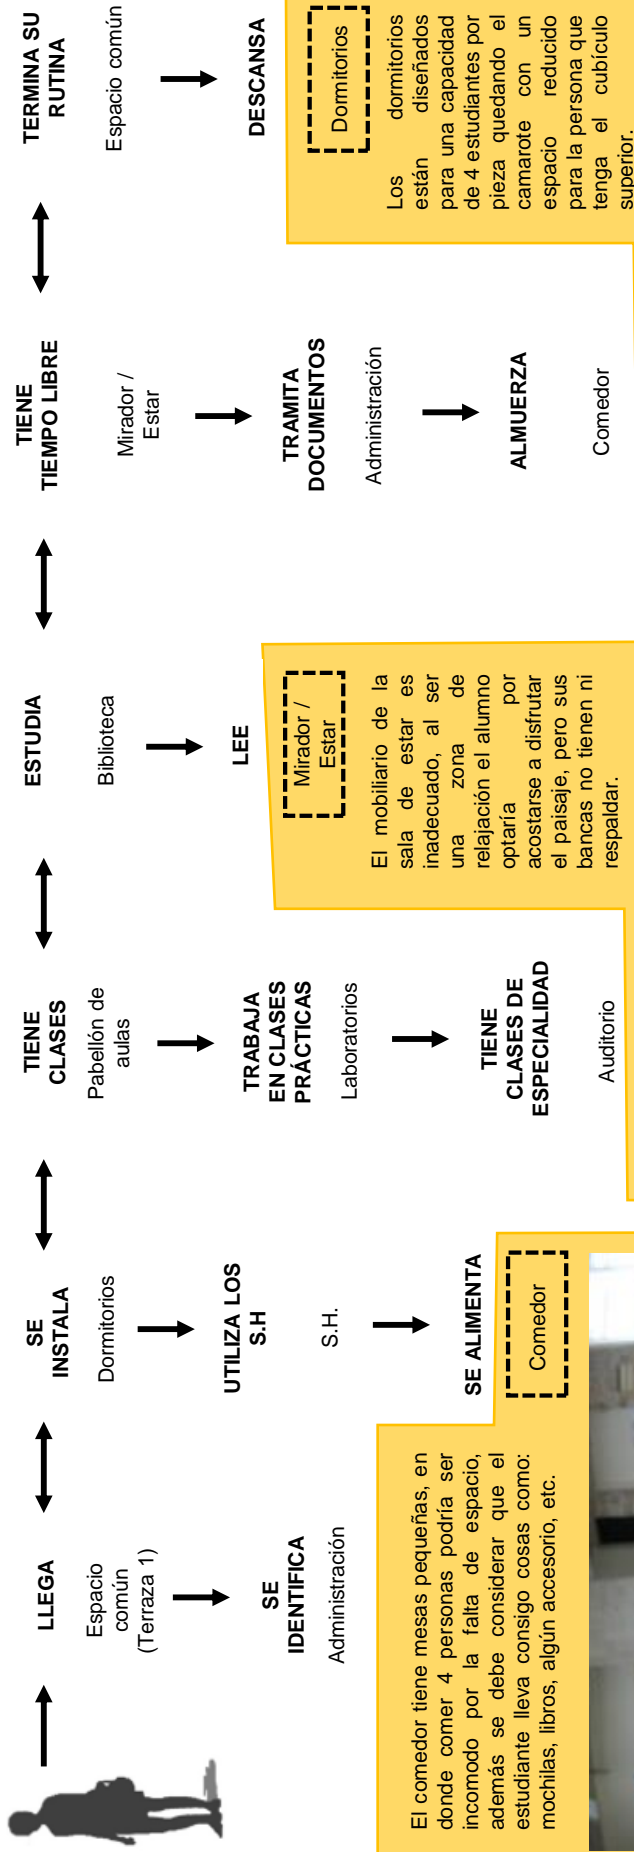 LLEGA
Espacio
común
(Terraza 1)
SE
IDENTIFICA
Administración
SE
INSTALA
Dormitorios
UTILIZA LOS
S.H
S.H.
SE ALIMENTA
Comedor
El comedor tiene mesas pequeñas, en
donde comer 4 personas podría ser
incomodo por la falta de espacio,
además se debe considerar que el
estudiante lleva consigo cosas como:
mochilas, libros, algún accesorio, etc.
TIENE
CLASES
Pabellón de
aulas
TRABAJA
EN CLASES
PRÁCTICAS
Laboratorios
TIENE
CLASES DE
ESPECIALIDAD
Auditorio
ESTUDIA
Biblioteca
LEE
Mirador /
Estar
El mobiliario de la
sala de estar es
inadecuado, al ser
una zona de
relajación el alumno
optaría por
acostarse a disfrutar
el paisaje, pero sus
bancas no tienen ni
respaldar.
TIENE
TIEMPO LIBRE
Mirador /
Estar
TRAMITA
DOCUMENTOS
Administración
ALMUERZA
Comedor
TERMINA SU
RUTINA
Espacio común
DESCANSA
Dormitorios
Los dormitorios
están diseñados
para una capacidad
de 4 estudiantes por
pieza quedando el
camarote con un
espacio reducido
para la persona que
tenga el cubículo
superior.